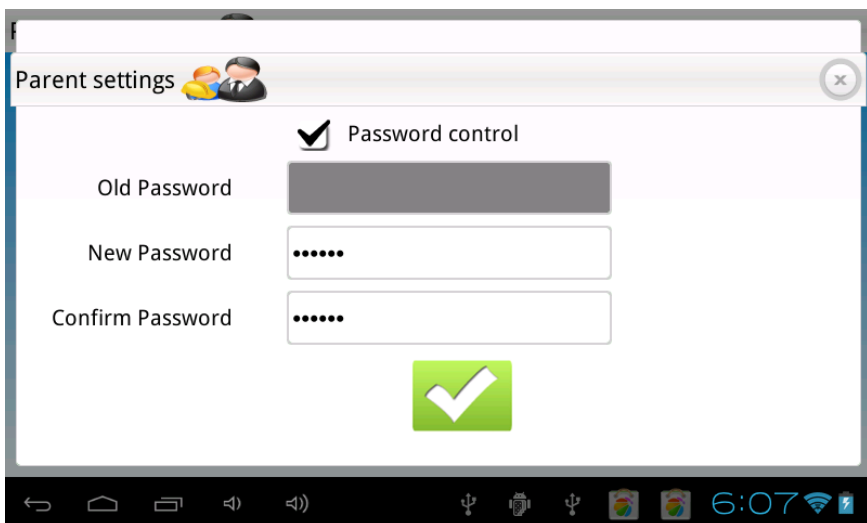 Parent settings
Password control
Old Password
New Password
••••••
Confirm Password
••••••
6:07